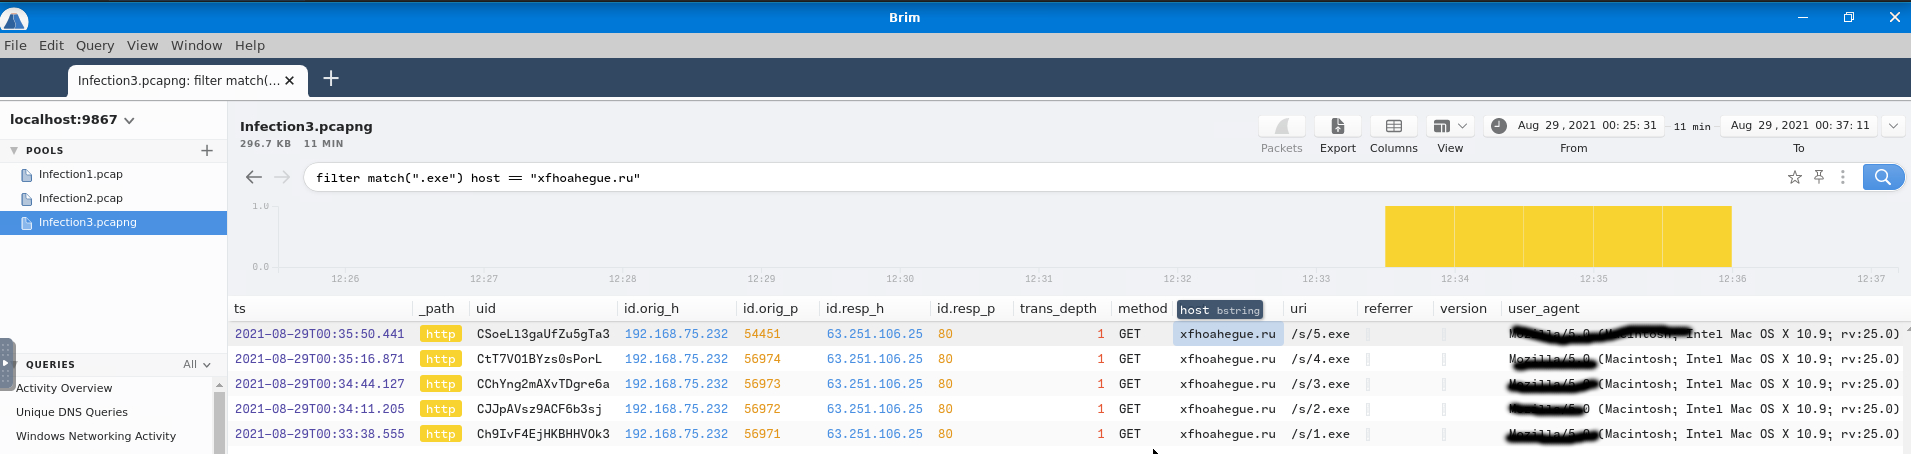 Brim
File Edit Query View Window Help
Infection3.pcapng: filter match(...
localhost:9867
POOLS
Infection1.pcap
Infection2.pcap
Infection3.pcapng
QUERIES All
Activity Overview
Unique DNS Queries
Windows Networking Activity
Infection3.pcapng
296.7 KB 11 MIN
Packets Export Columns View
Aug 29 , 2021 00: 25: 31 11 min Aug 29 , 2021 00: 37: 11
From To
filter match(".exe") host == "xfhoahegue.ru"
1.0
0.0
12:26 12:27 12:28 12:29 12:30 12:31 12:32 12:33 12:34 12:35 12:36 12:37
ts _path uid id.orig_h id.orig_p id.resp_h id.resp_p trans_depth method host bstring uri referrer version user_agent
2021-08-29T00:35:50.441 http CSoeLl3gaUfZu5gTa3 192.168.75.232 54451 63.251.106.25 80 1 GET xfhoahegue.ru /s/5.exe Intel Mac OS X 10.9; rv:25.0)
2021-08-29T00:35:16.871 http CtT7VO1BYzs0sPorL 192.168.75.232 56974 63.251.106.25 80 1 GET xfhoahegue.ru /s/4.exe (Macintosh; Intel Mac OS X 10.9; rv:25.0)
2021-08-29T00:34:44.127 http CChYng2mAXvTDgre6a 192.168.75.232 56973 63.251.106.25 80 1 GET xfhoahegue.ru /s/3.exe (Macintosh; Intel Mac OS X 10.9; rv:25.0)
2021-08-29T00:34:11.205 http CJJpAVsz9ACF6b3sj 192.168.75.232 56972 63.251.106.25 80 1 GET xfhoahegue.ru /s/2.exe (Macintosh; Intel Mac OS X 10.9; rv:25.0)
2021-08-29T00:33:38.555 http Ch9IvF4EjHKBHHVOk3 192.168.75.232 56971 63.251.106.25 80 1 GET xfhoahegue.ru /s/1.exe (Macintosh; Intel Mac OS X 10.9; rv:25.0)